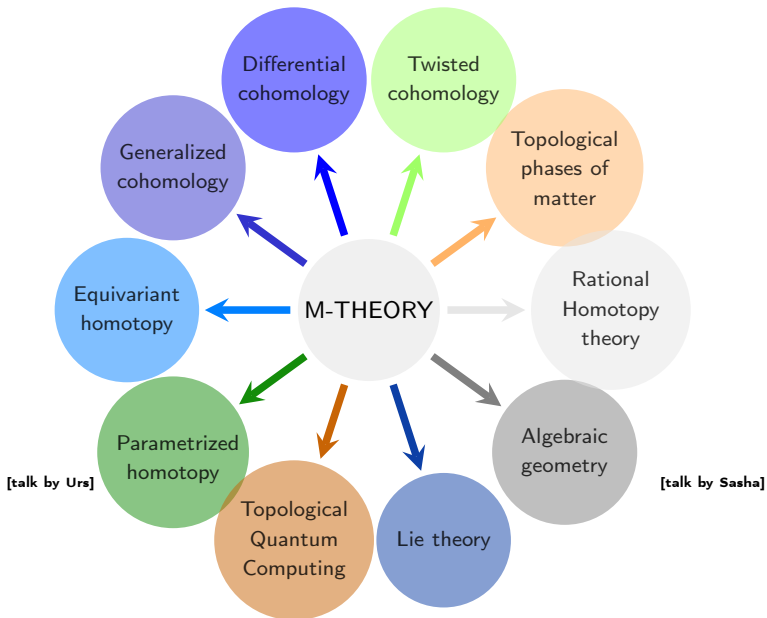 Differential
cohomology
Twisted
cohomology
Generalized
cohomology
Topological
phases of
matter
Equivariant
homotopy
M-THEORY
Rational
Homotopy
theory
Parametrized
homotopy
Algebraic
geometry
[talk by Urs]
[talk by Sasha]
Topological
Quantum
Computing
Lie theory